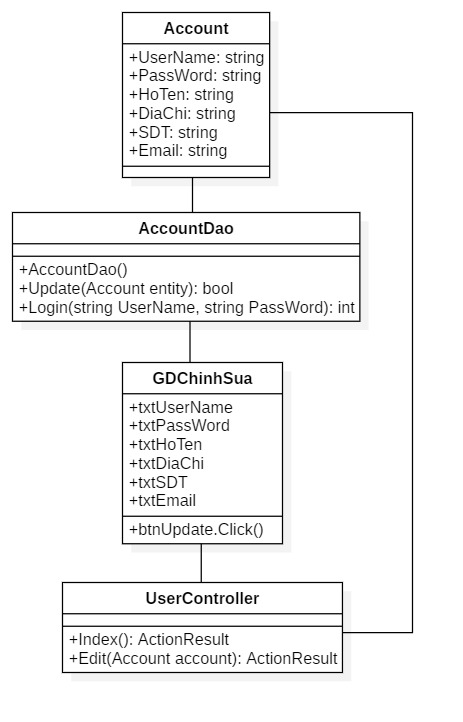 Account
+UserName: string
+PassWord: string
+HoTen: string
+DiaChi: string
+SDT: string
+Email: string
AccountDao
+AccountDao()
+Update(Account entity): bool
+Login(string UserName, string PassWord): int
GDChinhSua
+txtUserName
+txtPassWord
+txtHoTen
+txtDiaChi
+txtSDT
+txtEmail
+btnUpdate.Click()
UserController
+Index(): ActionResult
+Edit(Account account): ActionResult